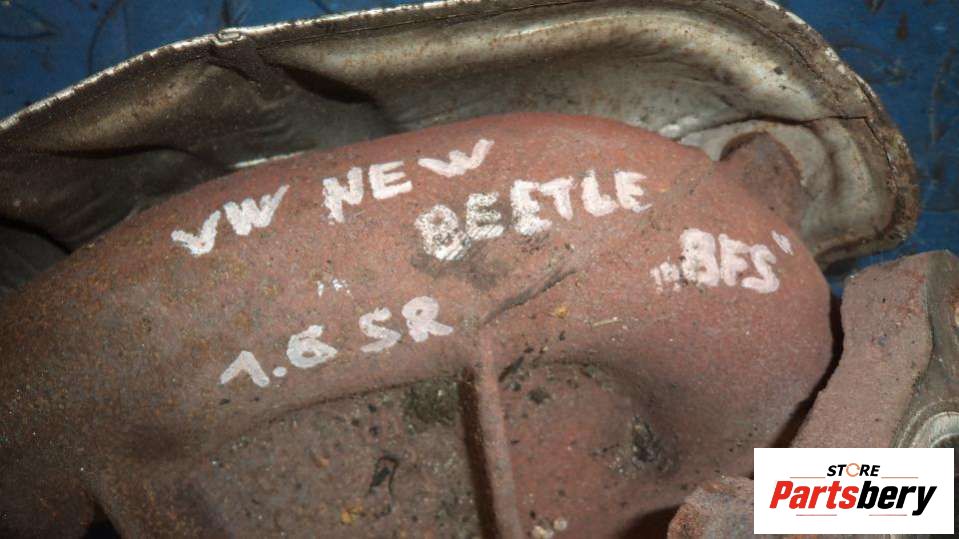 VW NEW BEETLE
1.6 SR "BFS"
STORE
Partsbery